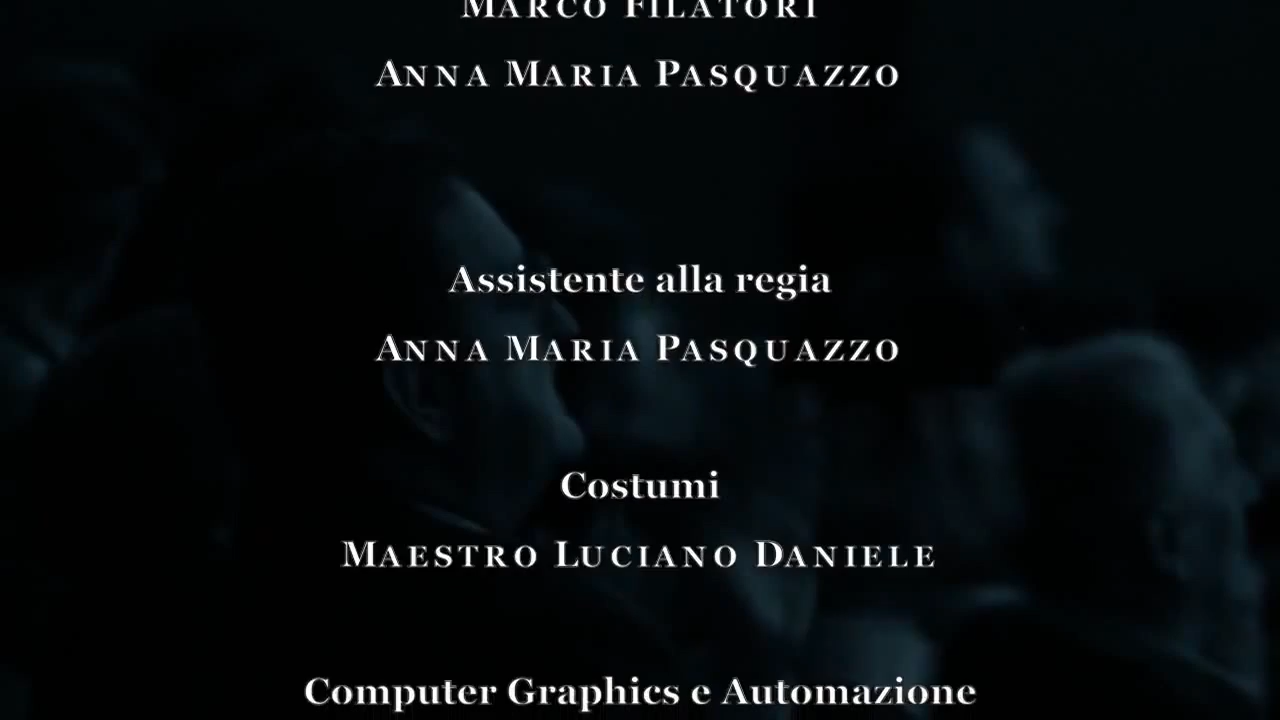 MARCO FILATORI
ANNA MARIA PASQUAZZO
Assistente alla regia
ANNA MARIA PASQUAZZO
Costumi
MAESTRO LUCIANO DANIELE
Computer Graphics e Automazione